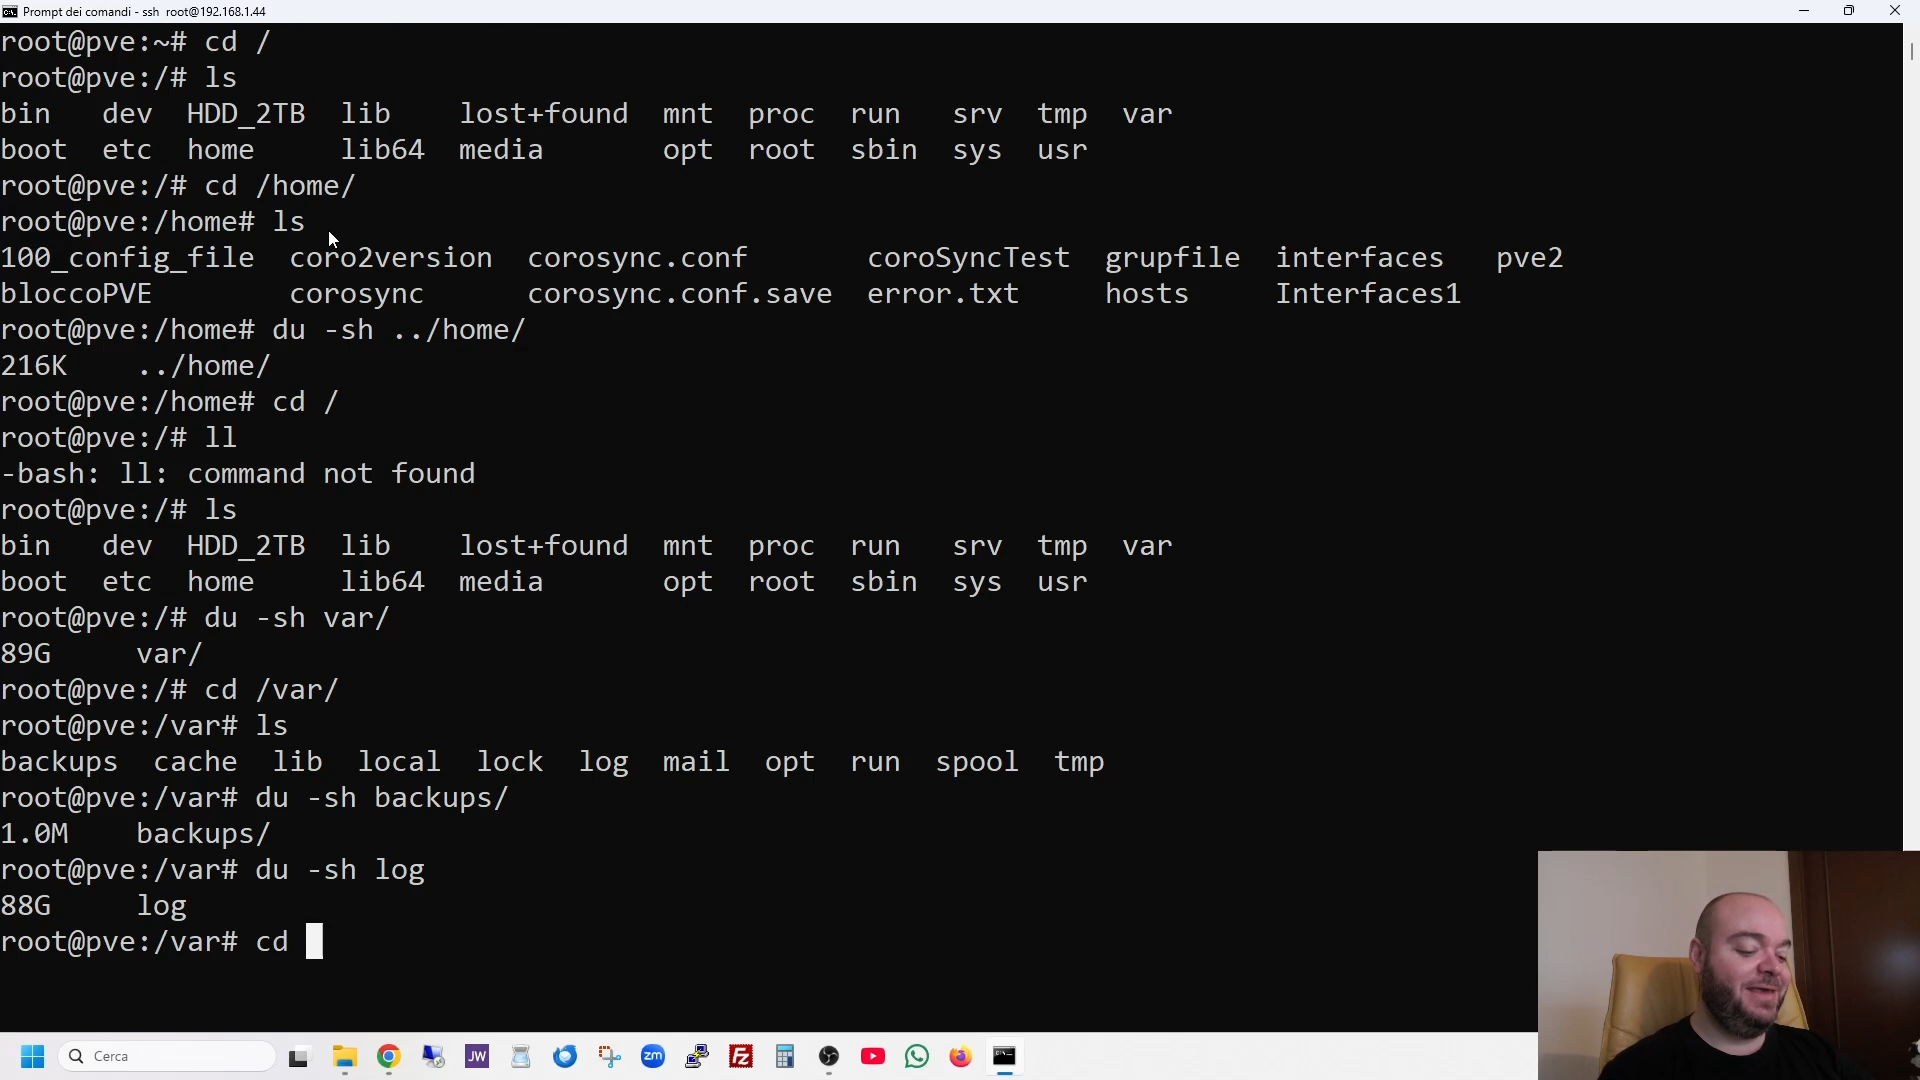 Prompt dei comandi - ssh root@192.168.1.44
root@pve:~# cd /
root@pve:/# ls
bin dev HDD_2TB lib lost+found mnt proc run srv tmp var
boot etc home lib64 media opt root sbin sys usr
root@pve:/# cd /home/
root@pve:/home# ls
100_config_file coro2version corosync.conf coroSyncTest grupfile interfaces pve2
bloccoPVE corosync corosync.conf.save error.txt hosts Interfaces1
root@pve:/home# du -sh ../home/
216K ../home/
root@pve:/home# cd /
root@pve:/# ll
-bash: ll: command not found
root@pve:/# ls
bin dev HDD_2TB lib lost+found mnt proc run srv tmp var
boot etc home lib64 media opt root sbin sys usr
root@pve:/# du -sh var/
89G var/
root@pve:/# cd /var/
root@pve:/var# ls
backups cache lib local lock log mail opt run spool tmp
root@pve:/var# du -sh backups/
1.0M backups/
root@pve:/var# du -sh log
88G log
root@pve:/var# cd
Cerca
JW
zm
FZ